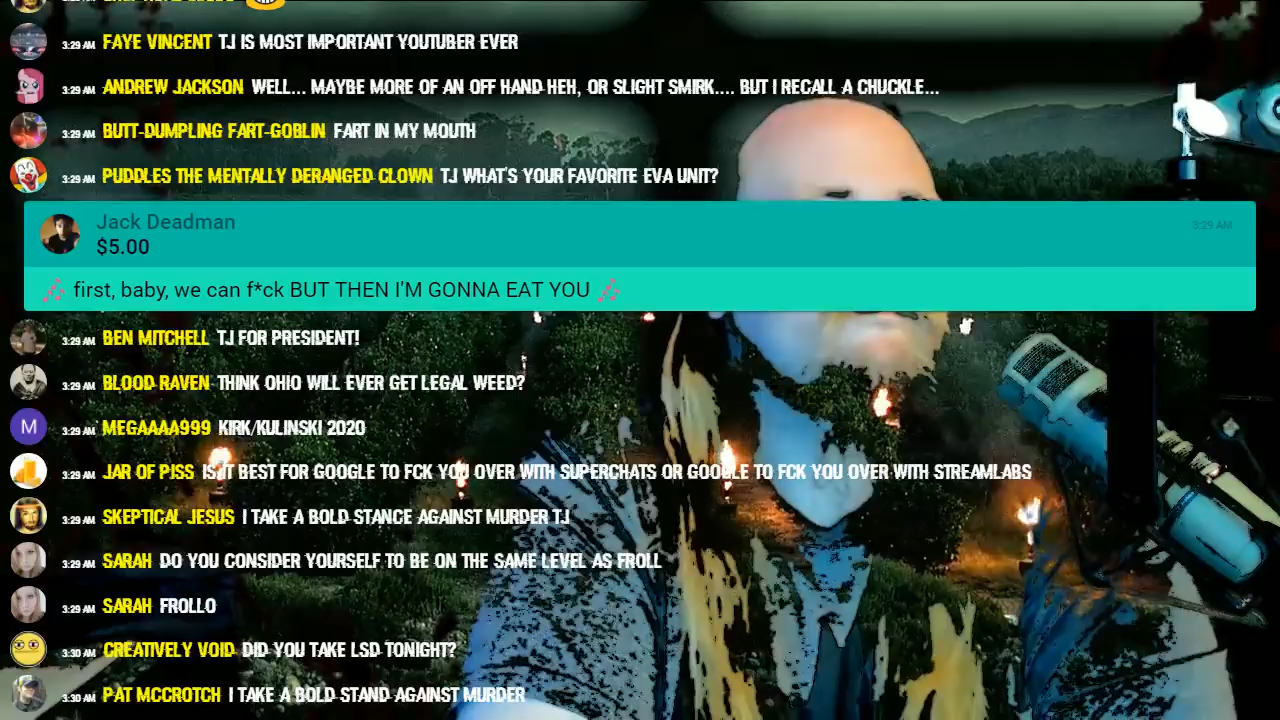 3:29 AM FAYE VINCENT TJ IS MOST IMPORTANT YOUTUBER EVER
3:29 AM ANDREW JACKSON WELL... MAYBE MORE OF AN OFF HAND HEH, OR SLIGHT SMIRK.... BUT I RECALL A CHUCKLE...
3:29 AM BUTT-DUMPLING FART-GOBLIN FART IN MY MOUTH
3:29 AM PUDDLES THE MENTALLY DERANGED CLOWN TJ WHAT'S YOUR FAVORITE EVA UNIT?
Jack Deadman 3:29 AM
$5.00
🎶 first, baby, we can f*ck BUT THEN I'M GONNA EAT YOU 🎶
3:29 AM BEN MITCHELL TJ FOR PRESIDENT!
3:29 AM BLOOD RAVEN THINK OHIO WILL EVER GET LEGAL WEED?
M 3:29 AM MEGAAAA999 KIRK/KULINSKI 2020
3:29 AM JAR OF PISS IS IT BEST FOR GOOGLE TO FCK YOU OVER WITH SUPERCHATS OR GOOGLE TO FCK YOU OVER WITH STREAMLABS
3:29 AM SKEPTICAL JESUS I TAKE A BOLD STANCE AGAINST MURDER TJ
3:29 AM SARAH DO YOU CONSIDER YOURSELF TO BE ON THE SAME LEVEL AS FROLL
3:29 AM SARAH FROLLO
3:30 AM CREATIVELY VOID DID YOU TAKE LSD TONIGHT?
3:30 AM PAT MCCROTCH I TAKE A BOLD STAND AGAINST MURDER